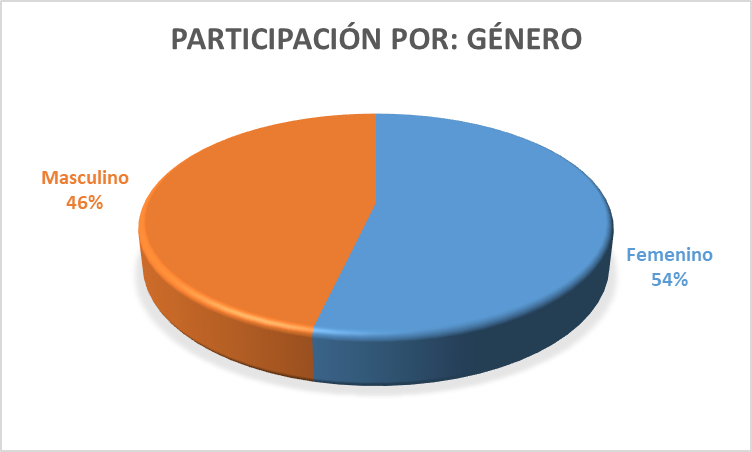 PARTICIPACIÓN POR: GÉNERO
Masculino
46%
Femenino
54%